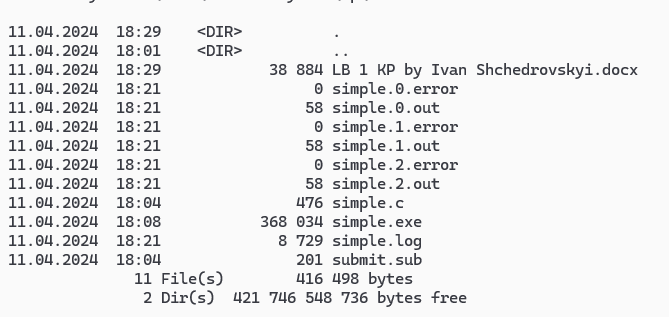 11.04.2024  18:29    <DIR>          .
11.04.2024  18:01    <DIR>          ..
11.04.2024  18:29            38 884 LB 1 KP by Ivan Shchedrovskyi.docx
11.04.2024  18:21                 0 simple.0.error
11.04.2024  18:21                58 simple.0.out
11.04.2024  18:21                 0 simple.1.error
11.04.2024  18:21                58 simple.1.out
11.04.2024  18:21                 0 simple.2.error
11.04.2024  18:21                58 simple.2.out
11.04.2024  18:04               476 simple.c
11.04.2024  18:08           368 034 simple.exe
11.04.2024  18:21             8 729 simple.log
11.04.2024  18:04               201 submit.sub
              11 File(s)        416 498 bytes
               2 Dir(s)  421 746 548 736 bytes free